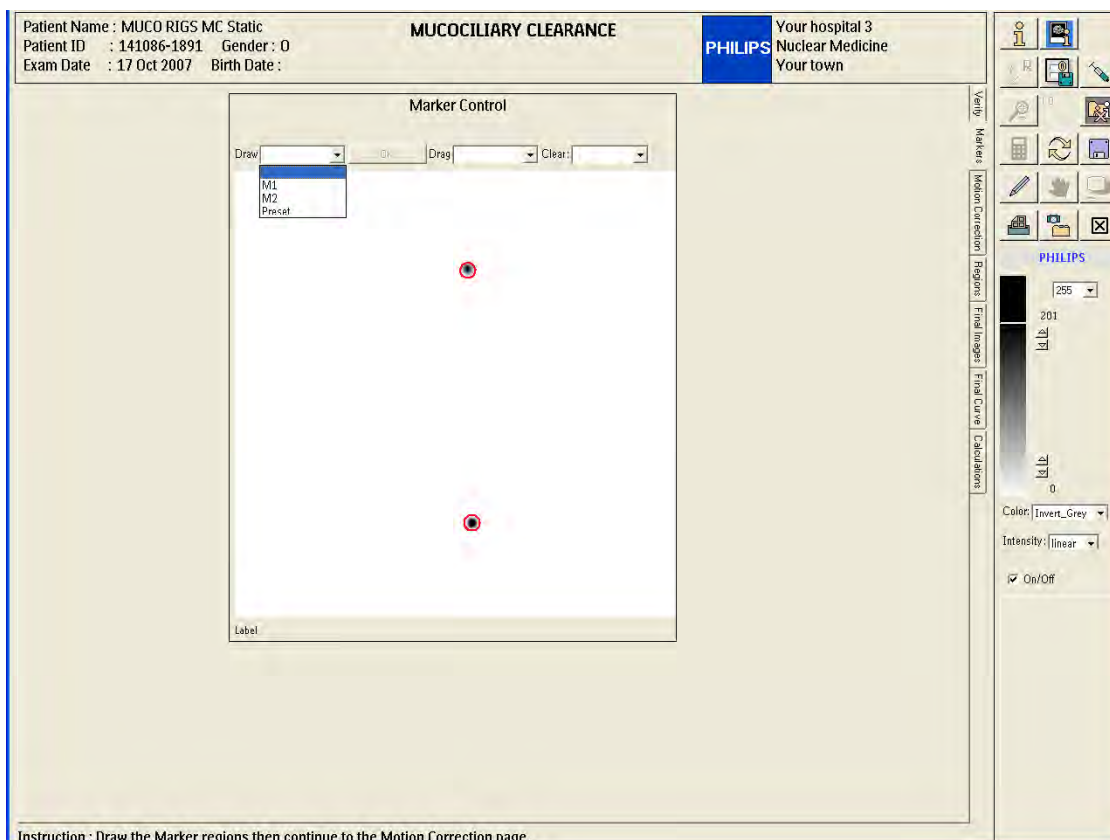 Patient Name : MUCO RIGS MC Static
MUCOCILIARY CLEARANCE
Patient ID : 141086-1891 Gender : O
Exam Date : 17 Oct 2007 Birth Date :
PHILIPS
Your hospital 3
Nuclear Medicine
Your town
Marker Control
Draw
Drag
Clear:
M1
M2
Preset
Label
Verify
Markers
Motion Correction
Regions
Final Images
Final Curve
Calculations
PHILIPS
255
201
0
Color: Invert_Grey
Intensity: linear
On/Off
Instruction : Draw the Marker regions then continue to the Motion Correction page